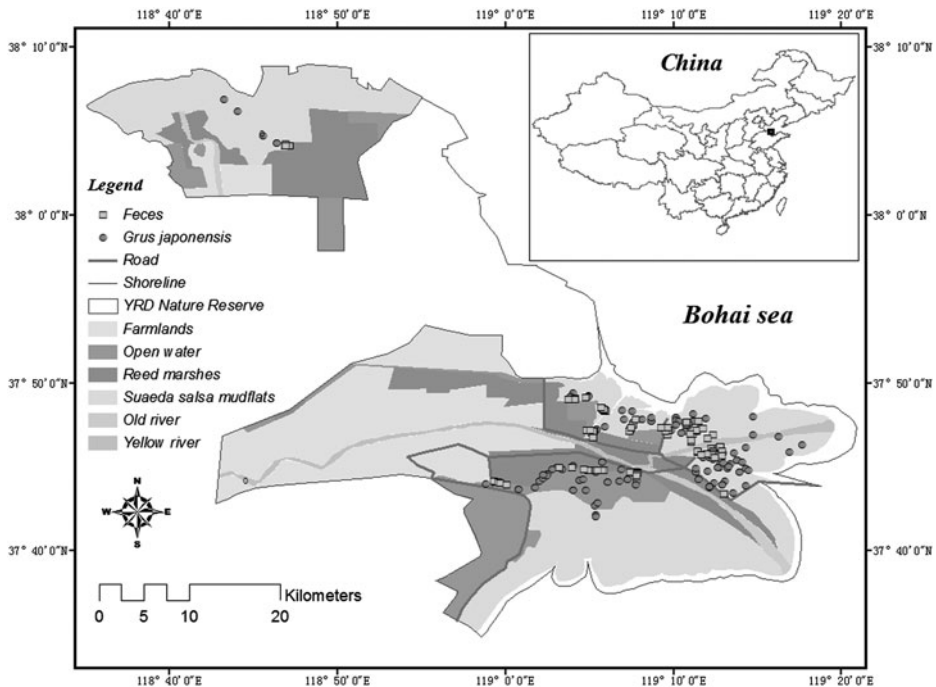 118° 40′0″E 118° 50′0″E 119° 0′0″E 119° 10′0″E 119° 20′0″E
38° 10′0″N
38° 0′0″N
37° 50′0″N
37° 40′0″N
China
Bohai sea
Legend
Feces
Grus japonensis
Road
Shoreline
YRD Nature Reserve
Farmlands
Open water
Reed marshes
Suaeda salsa mudflats
Old river
Yellow river
N
W E
S
Kilometers
0 5 10 20
38° 10′0″N
38° 0′0″N
37° 50′0″N
37° 40′0″N
118° 40′0″E 118° 50′0″E 119° 0′0″E 119° 10′0″E 119° 20′0″E